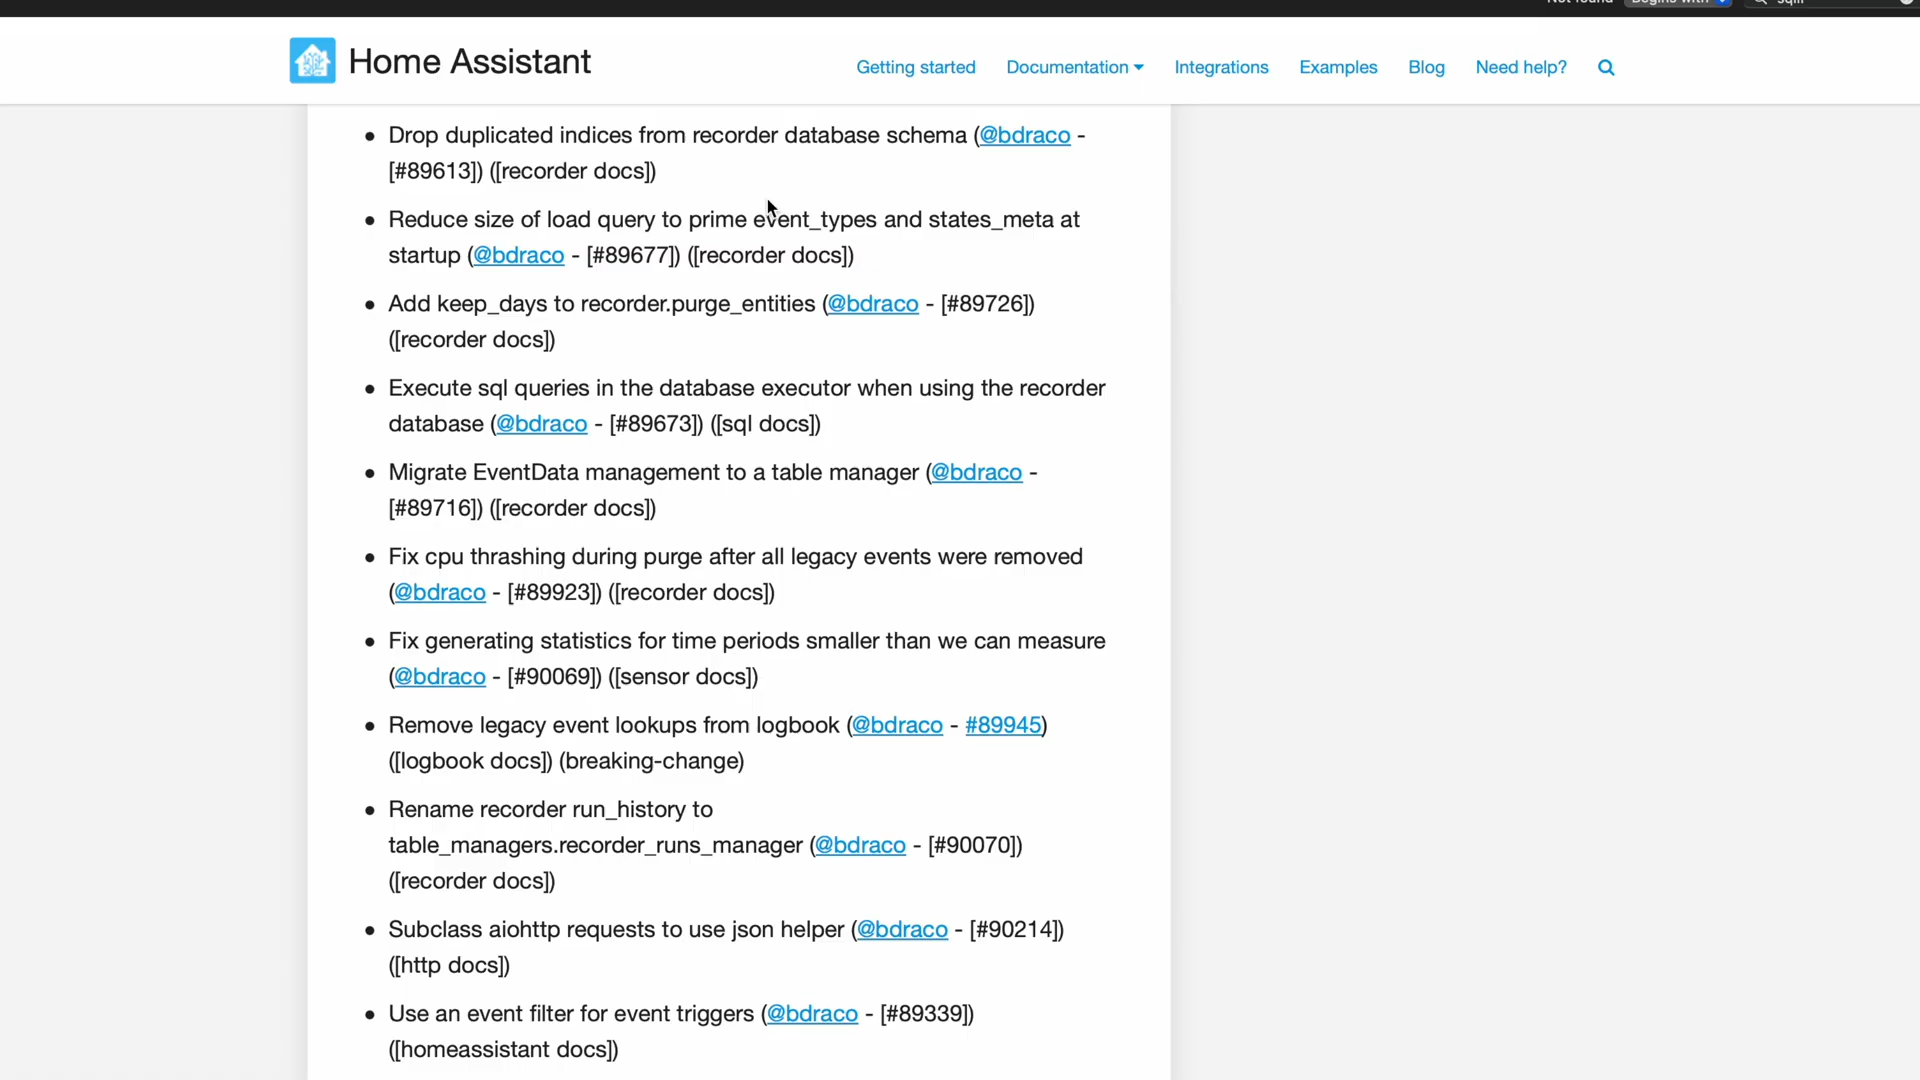 Home Assistant
Getting started
Documentation
Integrations
Examples
Blog
Need help?
Drop duplicated indices from recorder database schema (@bdraco -
[#89613]) ([recorder docs])
Reduce size of load query to prime event_types and states_meta at
startup (@bdraco - [#89677]) ([recorder docs])
Add keep_days to recorder.purge_entities (@bdraco - [#89726])
([recorder docs])
Execute sql queries in the database executor when using the recorder
database (@bdraco - [#89673]) ([sql docs])
Migrate EventData management to a table manager (@bdraco -
[#89716]) ([recorder docs])
Fix cpu thrashing during purge after all legacy events were removed
(@bdraco - [#89923]) ([recorder docs])
Fix generating statistics for time periods smaller than we can measure
(@bdraco - [#90069]) ([sensor docs])
Remove legacy event lookups from logbook (@bdraco - #89945)
([logbook docs]) (breaking-change)
Rename recorder run_history to
table_managers.recorder_runs_manager (@bdraco - [#90070])
([recorder docs])
Subclass aiohttp requests to use json helper (@bdraco - [#90214])
([http docs])
Use an event filter for event triggers (@bdraco - [#89339])
([homeassistant docs])